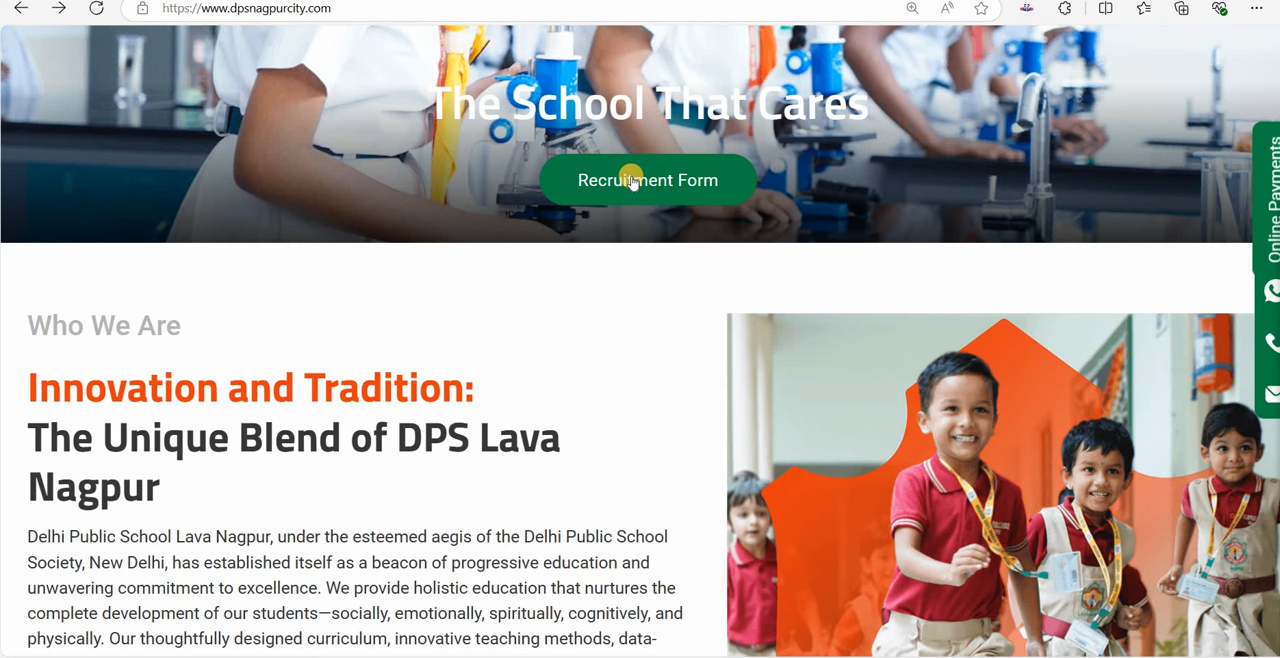 https://www.dpsnagpurcity.com
The School That Cares
Recruitment Form
Online Payments
Who We Are
Innovation and Tradition:
The Unique Blend of DPS Lava
Nagpur
Delhi Public School Lava Nagpur, under the esteemed aegis of the Delhi Public School
Society, New Delhi, has established itself as a beacon of progressive education and
unwavering commitment to excellence. We provide holistic education that nurtures the
complete development of our students—socially, emotionally, spiritually, cognitively, and
physically. Our thoughtfully designed curriculum, innovative teaching methods, data-